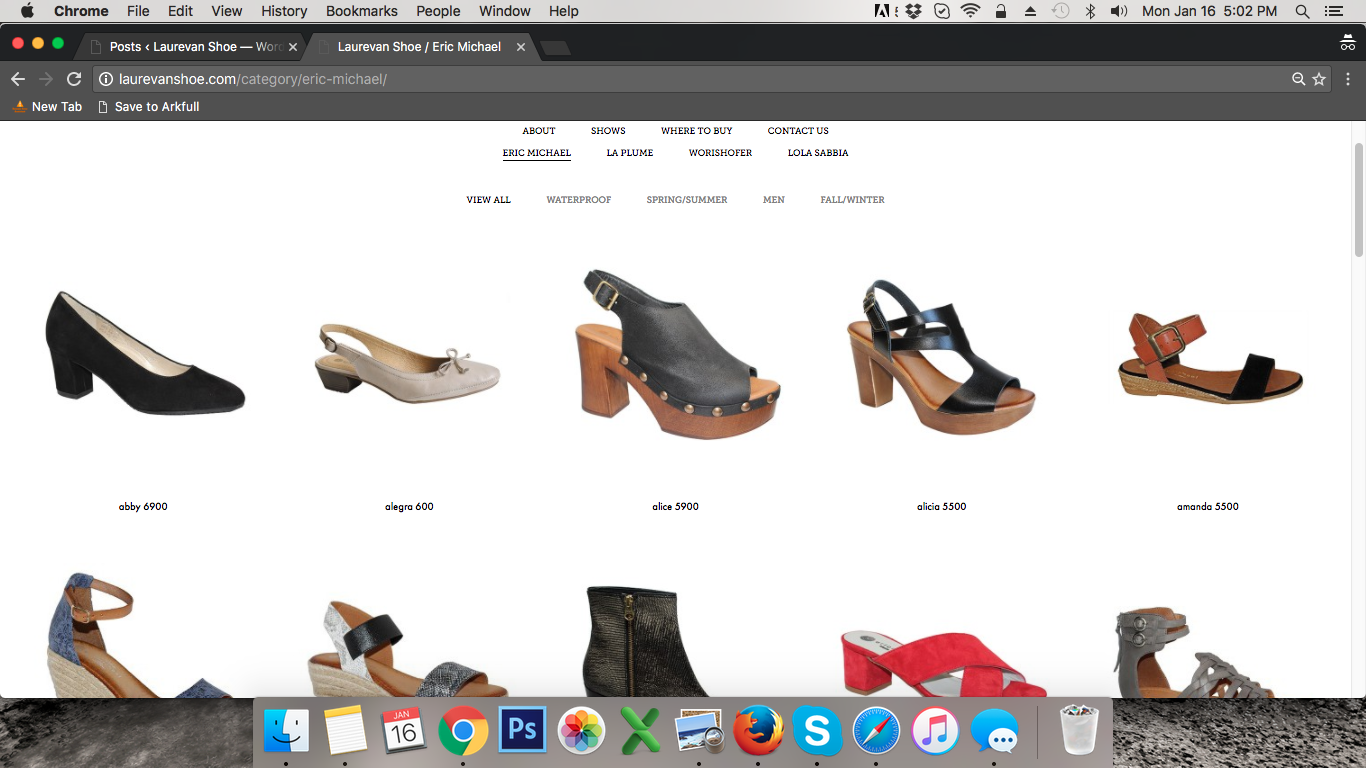 Chrome File Edit View History Bookmarks People Window Help Mon Jan 16 5:02 PM
Posts ‹ Laurevan Shoe — Word Laurevan Shoe / Eric Michael
laurevanshoe.com/category/eric-michael/
New Tab Save to Arkfull
ABOUT SHOWS WHERE TO BUY CONTACT US
ERIC MICHAEL LA PLUME WORISHOFER LOLA SABBIA
VIEW ALL WATERPROOF SPRING/SUMMER MEN FALL/WINTER
abby 6900 alegra 600 alice 5900 alicia 5500 amanda 5500
JAN
16
Ps
S